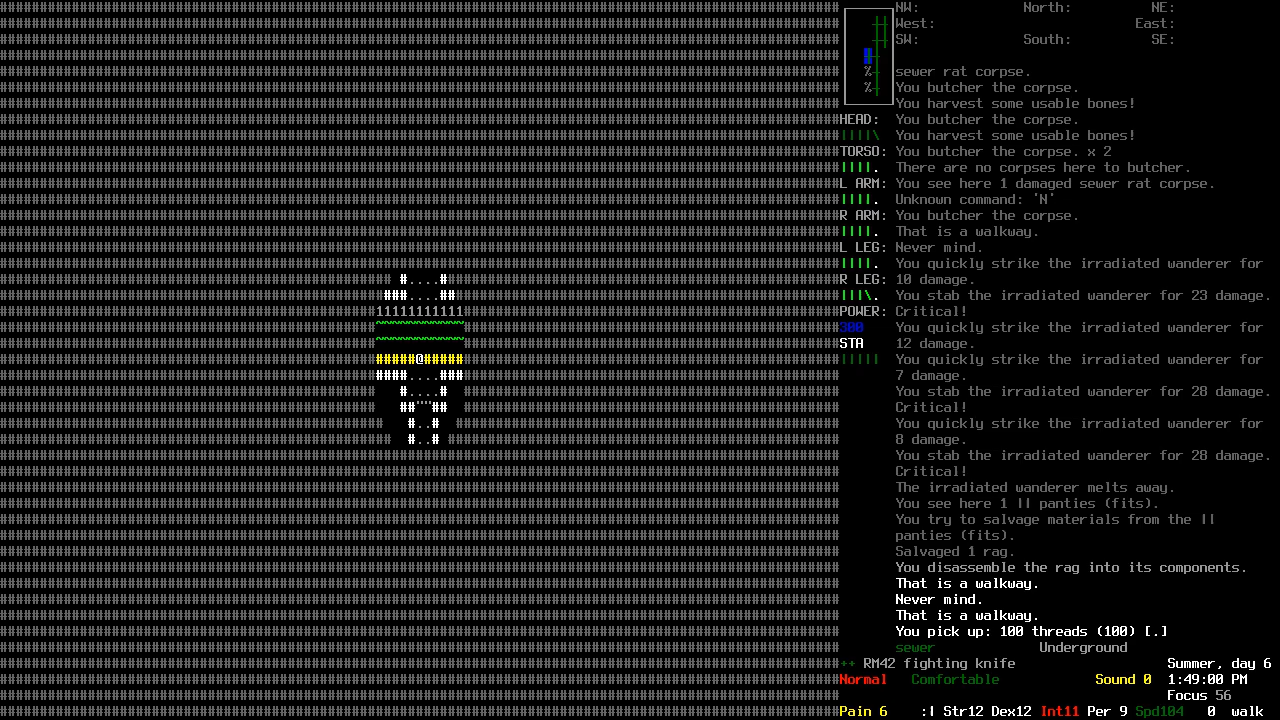 NW: North: NE:
West: East:
SW: South: SE:
sewer rat corpse.
You butcher the corpse.
You harvest some usable bones!
HEAD: You butcher the corpse.
You harvest some usable bones!
TORSO: You butcher the corpse. x 2
There are no corpses here to butcher.
L ARM: You see here 1 damaged sewer rat corpse.
Unknown command: 'N'
R ARM: You butcher the corpse.
That is a walkway.
L LEG: Never mind.
You quickly strike the irradiated wanderer for
R LEG: 10 damage.
You stab the irradiated wanderer for 23 damage.
POWER: Critical!
300 You quickly strike the irradiated wanderer for
STA 12 damage.
You quickly strike the irradiated wanderer for
7 damage.
You stab the irradiated wanderer for 28 damage.
Critical!
You quickly strike the irradiated wanderer for
8 damage.
You stab the irradiated wanderer for 28 damage.
Critical!
The irradiated wanderer melts away.
You see here 1 || panties (fits).
You try to salvage materials from the ||
panties (fits).
Salvaged 1 rag.
You disassemble the rag into its components.
That is a walkway.
Never mind.
That is a walkway.
You pick up: 100 threads (100) [.]
sewer Underground
++ RM42 fighting knife Summer, day 6
Normal Comfortable Sound 0 1:49:00 PM
Focus 56
Pain 6 :| Str12 Dex12 Int11 Per 9 Spd104 0 walk